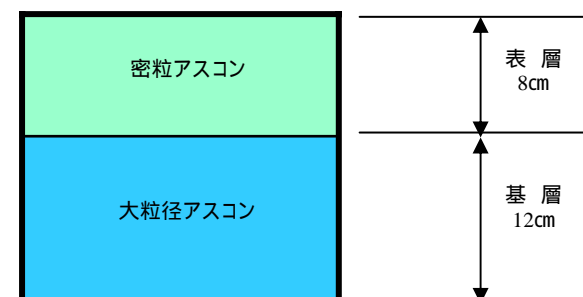 密粒アスコン
表 層
8㎝
大粒径アスコン
基 層
12㎝